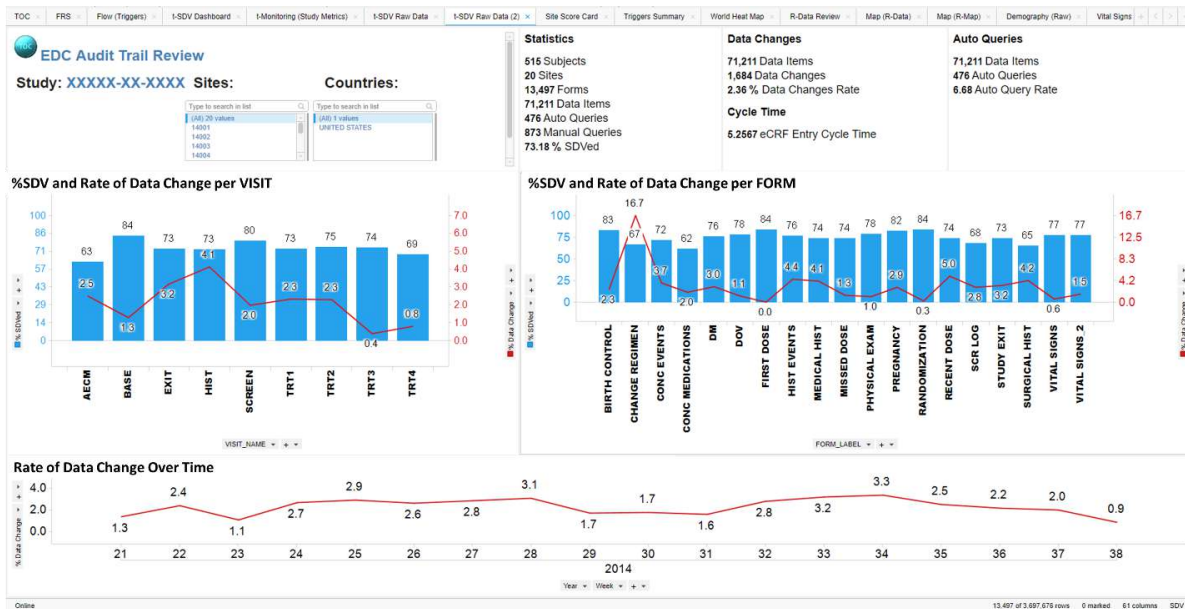 TOC FRS Flow (Triggers) t-SDV Dashboard t-Monitoring (Study Metrics) t-SDV Raw Data t-SDV Raw Data (2) Site Score Card Triggers Summary World Heat Map R-Data Review Map (R-Data) Map (R-Map) Demography (Raw) Vital Signs
TOC
EDC Audit Trail Review
Study: XXXXX-XX-XXXX Sites: Countries:
Type to search in list Type to search in list
(All) 20 values (All) 1 values
14001 UNITED STATES
14002
14003
14004
Statistics
515 Subjects
20 Sites
13,497 Forms
71,211 Data Items
476 Auto Queries
873 Manual Queries
73.18 % SDVed
Data Changes
71,211 Data Items
1,684 Data Changes
2.36 % Data Changes Rate
Cycle Time
5.2567 eCRF Entry Cycle Time
Auto Queries
71,211 Data Items
476 Auto Queries
6.68 Auto Query Rate
%SDV and Rate of Data Change per VISIT
100 86 71 57 43 29 14 0
% SDVed
63 84 73 73 80 73 75 74 69
2.5 1.3 3.2 4.1 2.0 2.3 2.3 0.4 0.8
7.0 6.0 5.0 4.0 3.0 2.0 1.0 0.0
% Data Change
AECM BASE EXIT HIST SCREEN TRT1 TRT2 TRT3 TRT4
VISIT_NAME +
%SDV and Rate of Data Change per FORM
100 75 50 25 0
% SDVed
83 67 72 62 76 78 84 76 74 74 78 82 84 74 68 73 65 77 77
2.3 16.7 3.7 2.0 3.0 1.1 0.0 4.4 4.1 1.3 1.0 2.9 0.3 5.0 2.8 3.2 4.2 0.6 1.5
16.7 12.5 8.3 4.2 0.0
% Data Change
BIRTH CONTROL CHANGE REGIMEN CONC EVENTS CONC MEDICATIONS DM DOV FIRST DOSE HIST EVENTS MEDICAL HIST MISSED DOSE PHYSICAL EXAM PREGNANCY RANDOMIZATION RECENT DOSE SCR LOG STUDY EXIT SURGICAL HIST VITAL SIGNS VITAL SIGNS_2
FORM_LABEL +
Rate of Data Change Over Time
4.0 2.0 0.0
% Data Change
1.3 2.4 1.1 2.7 2.9 2.6 2.8 3.1 1.7 1.7 1.6 2.8 3.2 3.3 2.5 2.2 2.0 0.9
21 22 23 24 25 26 27 28 29 30 31 32 33 34 35 36 37 38
2014
Year Week +
Online 13,497 of 3,697,676 rows 0 marked 61 columns SDV